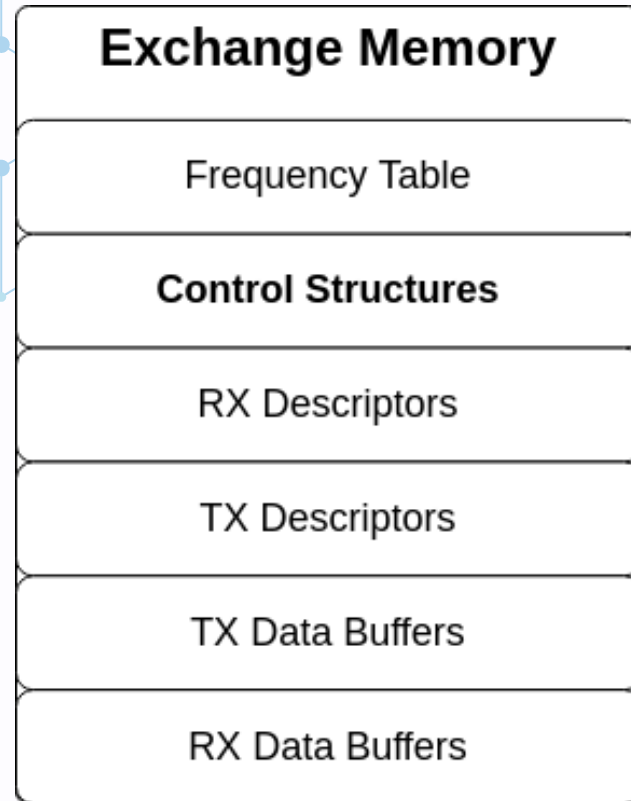 Exchange Memory
Frequency Table
Control Structures
RX Descriptors
TX Descriptors
TX Data Buffers
RX Data Buffers